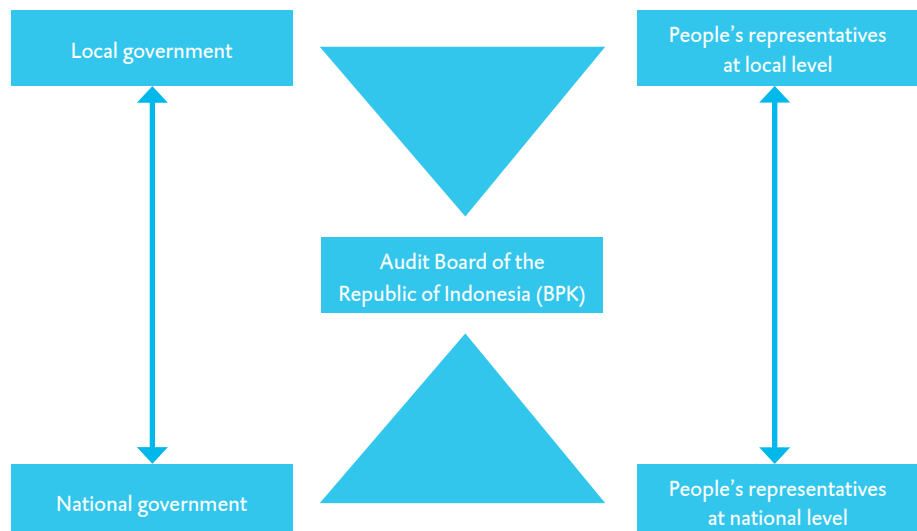 Local government
People’s representatives
at local level
Audit Board of the
Republic of Indonesia (BPK)
National government
People’s representatives
at national level